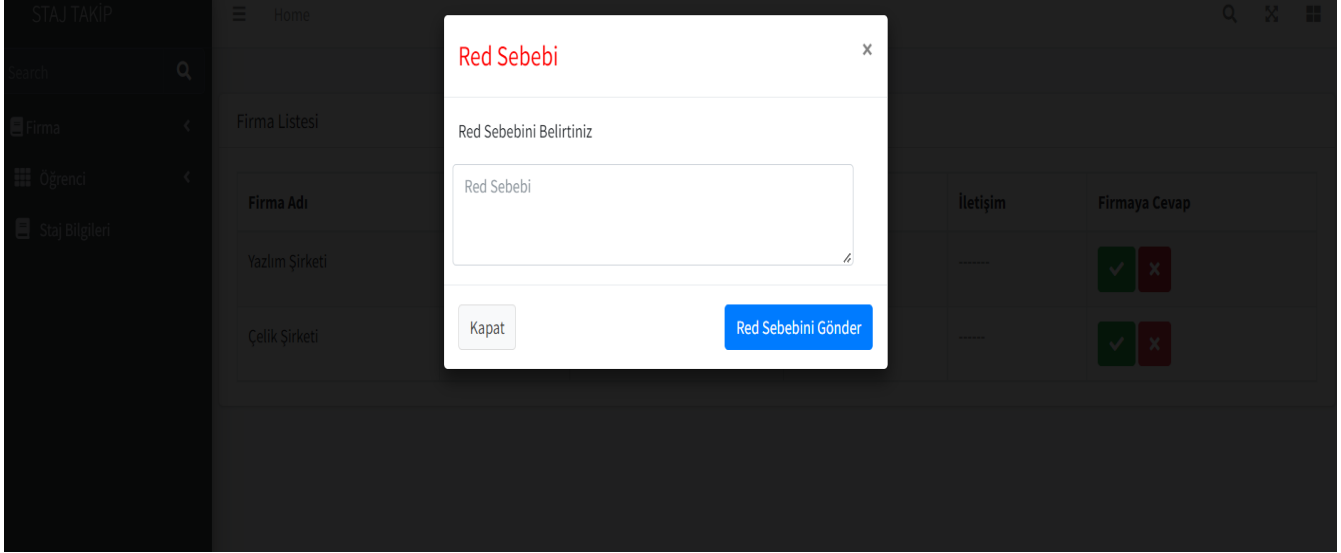 STAJ TAKİP
Home
Search
Firma
Öğrenci
Staj Bilgileri
Firma Listesi
Firma Adı
İletişim
Firmaya Cevap
Yazlım Şirketi
-------
Çelik Şirketi
------
Red Sebebi
×
Red Sebebini Belirtiniz
Red Sebebi
Kapat
Red Sebebini Gönder